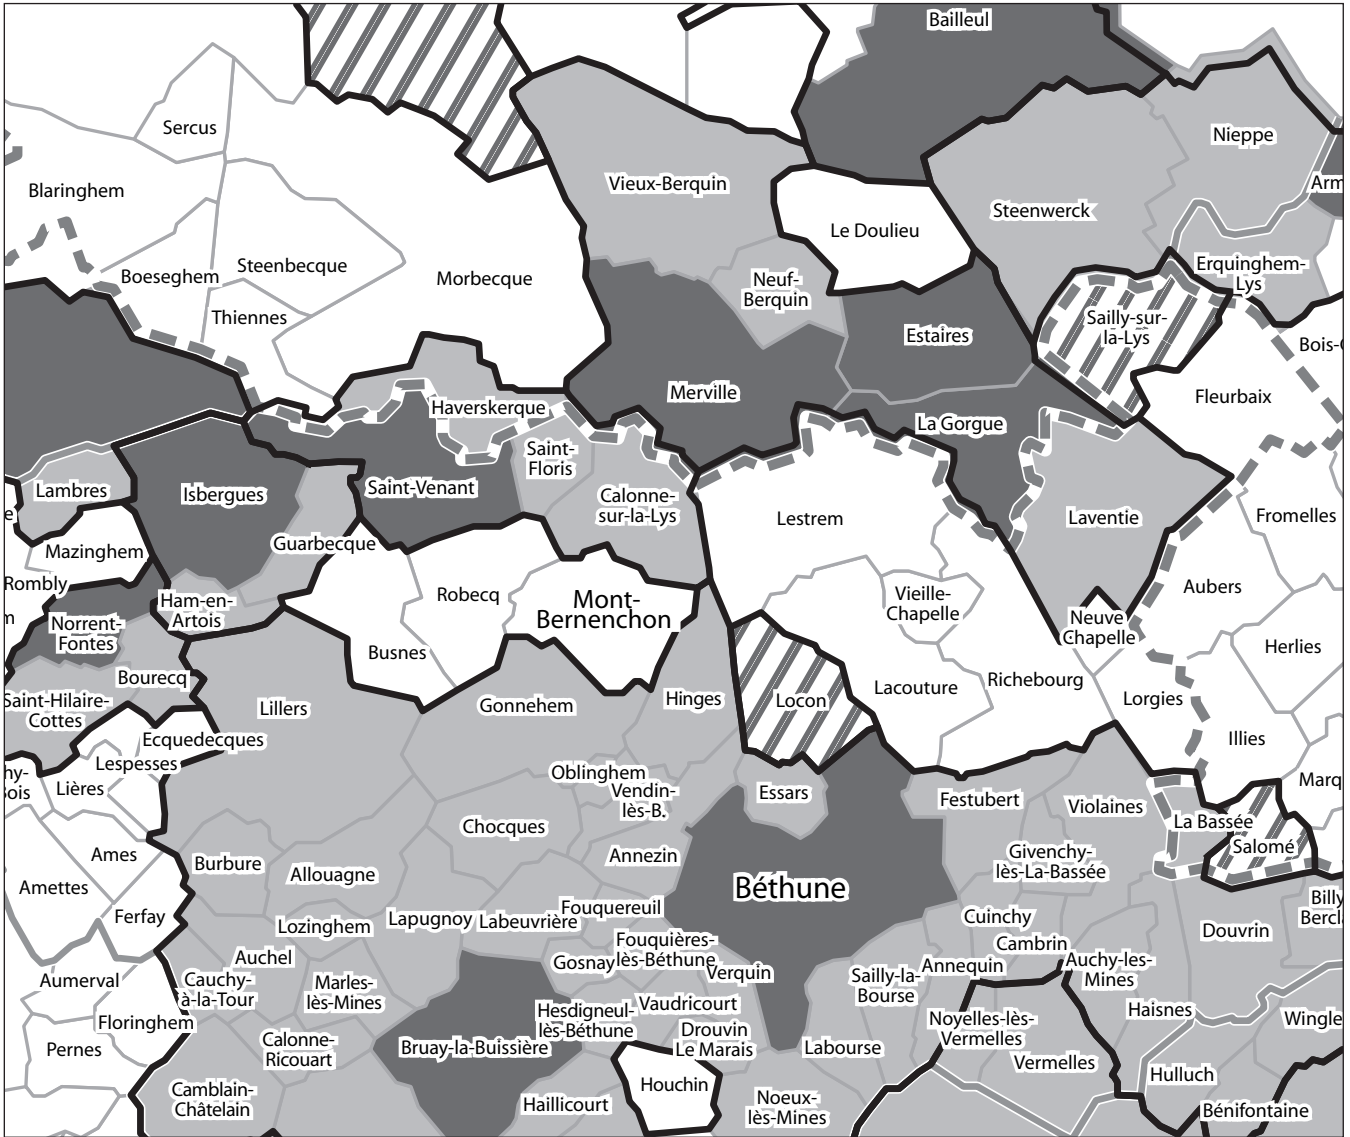 Bailleul
Sercus
Nieppe
Blaringhem
Vieux-Berquin
Arm
Steenwerck
Le Doulieu
Boeseghem
Steenbecque
Morbecque
Neuf-
Berquin
Erquinghem-
Lys
Thiennes
Estaires
Sailly-sur-
la-Lys
Bois-
Merville
Fleurbaix
Haverskerque
La Gorgue
Saint-
Floris
Lambres
Isbergues
Saint-Venant
Calonne-
sur-la-Lys
e
Lestrem
Laventie
Fromelles
Mazinghem
Guarbecque
Rombly
m
Ham-en-
Artois
Robecq
Mont-
Bernenchon
Vieille-
Chapelle
Aubers
Norrent-
Fontes
Neuve
Chapelle
Busnes
Herlies
Bourecq
Saint-Hilaire-
Cottes
Lillers
Gonnehem
Hinges
Locon
Lacouture
Richebourg
Lorgies
Ecquedecques
Illies
Lespesses
hy-
Bois
Lières
Oblinghem
Vendin-
lès-B.
Essars
Festubert
Violaines
Marq
La Bassée
Salomé
Chocques
Ames
Burbure
Allouagne
Annezin
Givenchy-
lès-La-Bassée
Amettes
Béthune
Ferfay
Lozinghem
Lapugnoy
Labeuvrière
Fouquereuil
Cuinchy
Billy
Bercl
Douvrin
Auchel
Gosnay
Fouquières-
lès-Béthune
Verquin
Cambrin
Annequin
Auchy-les-
Mines
Aumerval
Cauchy-
à-la-Tour
Marles-
lès-Mines
Sailly-la-
Bourse
Floringhem
Hesdigneul-
lès-Béthune
Vaudricourt
Haisnes
Noyelles-lès-
Vermelles
Wingle
Pernes
Calonne-
Ricouart
Bruay-la-Buissière
Drouvin
Le Marais
Labourse
Vermelles
Hulluch
Houchin
Camblain-
Châtelain
Haillicourt
Noeux-
lès-Mines
Bénifontaine